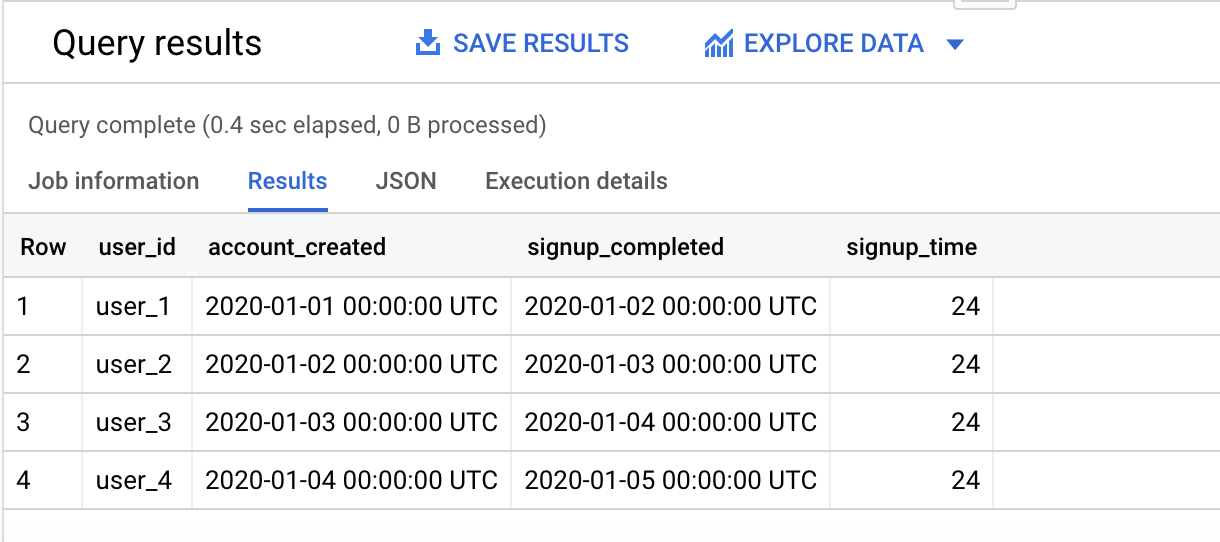 Query results SAVE RESULTS EXPLORE DATA
Query complete (0.4 sec elapsed, 0 B processed)
Job information Results JSON Execution details
Row user_id account_created signup_completed signup_time
1 user_1 2020-01-01 00:00:00 UTC 2020-01-02 00:00:00 UTC 24
2 user_2 2020-01-02 00:00:00 UTC 2020-01-03 00:00:00 UTC 24
3 user_3 2020-01-03 00:00:00 UTC 2020-01-04 00:00:00 UTC 24
4 user_4 2020-01-04 00:00:00 UTC 2020-01-05 00:00:00 UTC 24